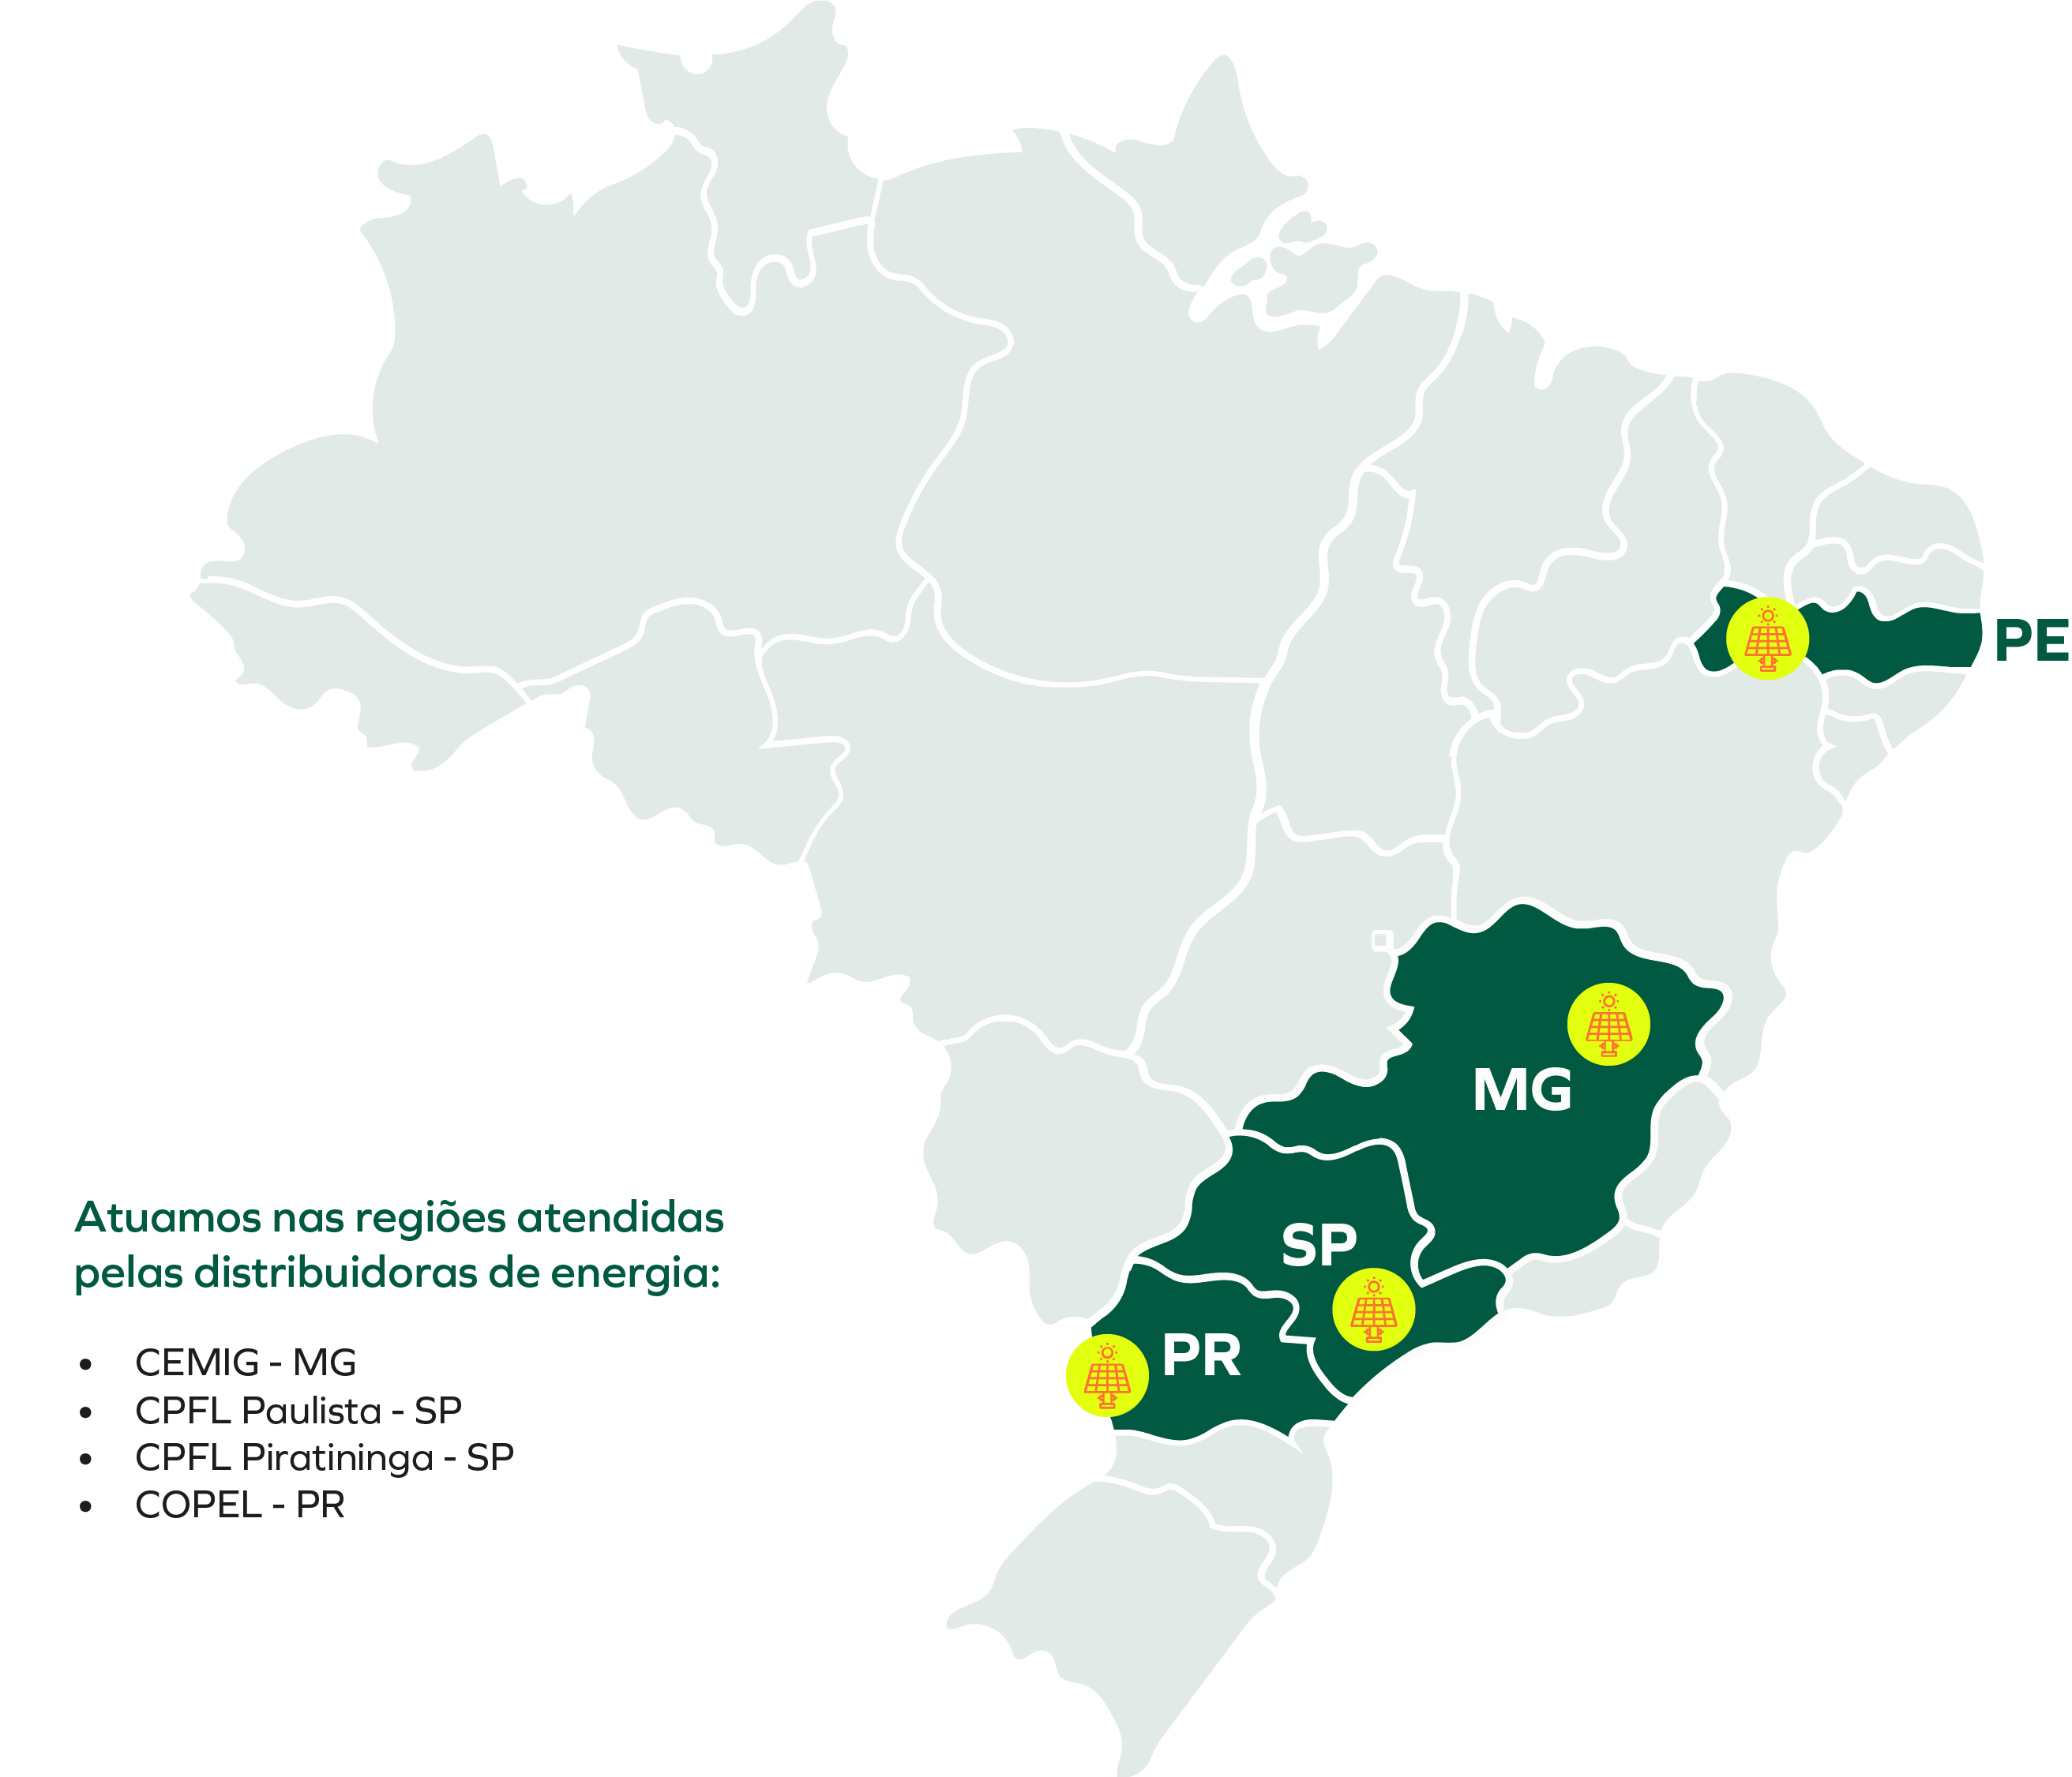 PE
MG
SP
PR
Atuamos nas regiões atendidas
pelas distribuidoras de energia:
• CEMIG - MG
• CPFL Paulista - SP
• CPFL Piratininga - SP
• COPEL - PR